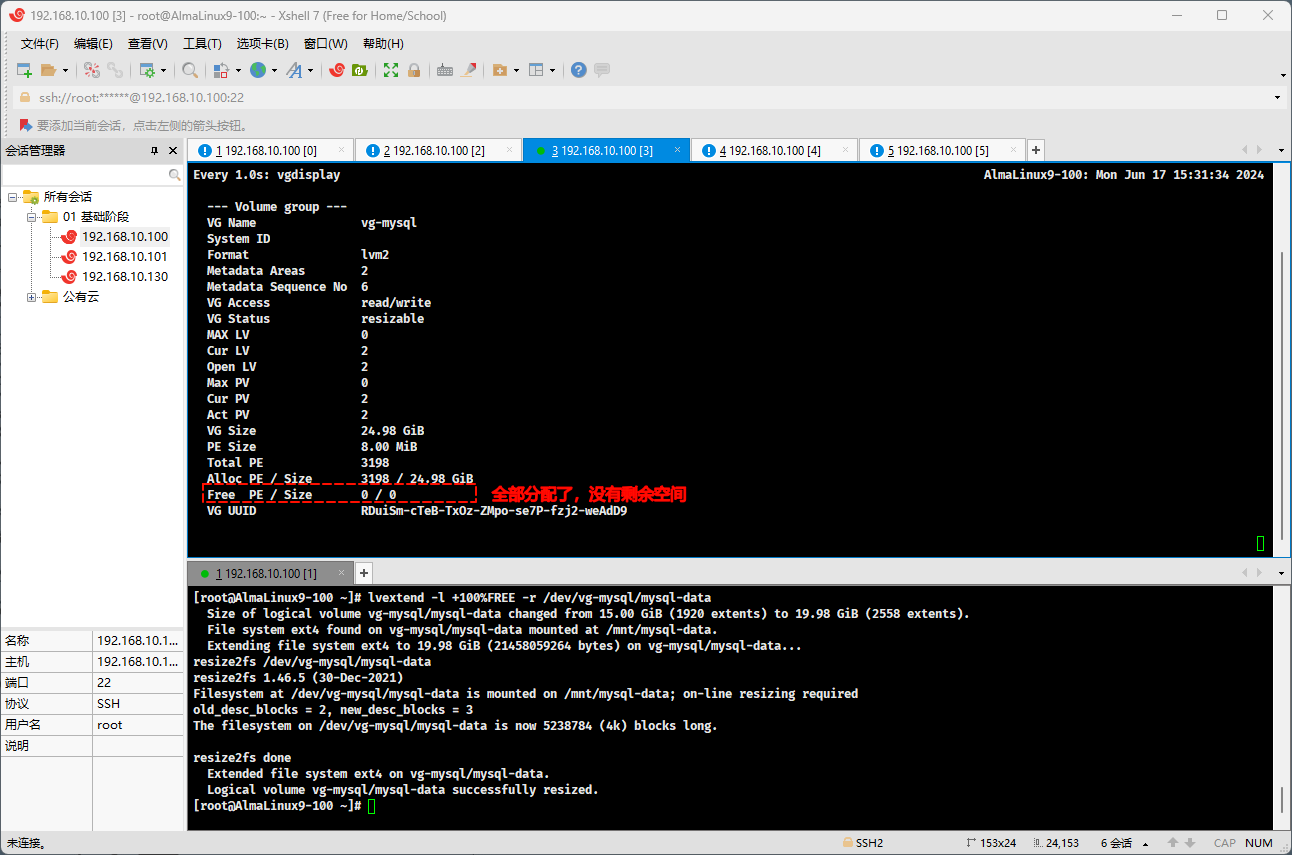 192.168.10.100 [3] - root@AlmaLinux9-100:~ - Xshell 7 (Free for Home/School)
文件(F) 编辑(E) 查看(V) 工具(T) 选项卡(B) 窗口(W) 帮助(H)
ssh://root:******@192.168.10.100:22
要添加当前会话，点击左侧的箭头按钮。
会话管理器
所有会话
01 基础阶段
192.168.10.100
192.168.10.101
192.168.10.130
公有云
名称 192.168.10.1...
主机 192.168.10.1...
端口 22
协议 SSH
用户名 root
说明
1 192.168.10.100 [0] 2 192.168.10.100 [2] 3 192.168.10.100 [3] 4 192.168.10.100 [4] 5 192.168.10.100 [5]
Every 1.0s: vgdisplay AlmaLinux9-100: Mon Jun 17 15:31:34 2024
--- Volume group ---
VG Name vg-mysql
System ID
Format lvm2
Metadata Areas 2
Metadata Sequence No 6
VG Access read/write
VG Status resizable
MAX LV 0
Cur LV 2
Open LV 2
Max PV 0
Cur PV 2
Act PV 2
VG Size 24.98 GiB
PE Size 8.00 MiB
Total PE 3198
Alloc PE / Size 3198 / 24.98 GiB
Free PE / Size 0 / 0 全部分配了，没有剩余空间
VG UUID RDuiSm-cTeB-TxOz-ZMpo-se7P-fzj2-weAdD9
1 192.168.10.100 [1]
[root@AlmaLinux9-100 ~]# lvextend -l +100%FREE -r /dev/vg-mysql/mysql-data
Size of logical volume vg-mysql/mysql-data changed from 15.00 GiB (1920 extents) to 19.98 GiB (2558 extents).
File system ext4 found on vg-mysql/mysql-data mounted at /mnt/mysql-data.
Extending file system ext4 to 19.98 GiB (21458059264 bytes) on vg-mysql/mysql-data...
resize2fs /dev/vg-mysql/mysql-data
resize2fs 1.46.5 (30-Dec-2021)
Filesystem at /dev/vg-mysql/mysql-data is mounted on /mnt/mysql-data; on-line resizing required
old_desc_blocks = 2, new_desc_blocks = 3
The filesystem on /dev/vg-mysql/mysql-data is now 5238784 (4k) blocks long.
resize2fs done
Extended file system ext4 on vg-mysql/mysql-data.
Logical volume vg-mysql/mysql-data successfully resized.
[root@AlmaLinux9-100 ~]#
未连接。 SSH2 153x24 24,153 6 会话 CAP NUM